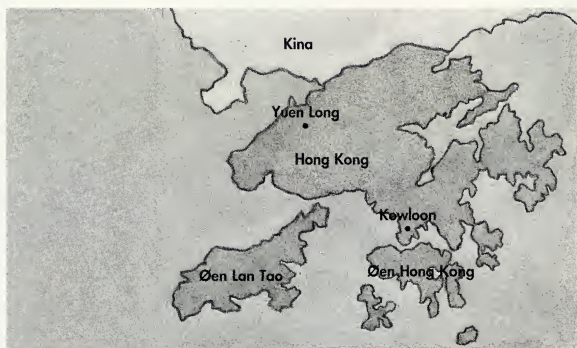 Kina
Yuen Long
Hong Kong
Kowloon
Øen Lan Tao
Øen Hong Kong